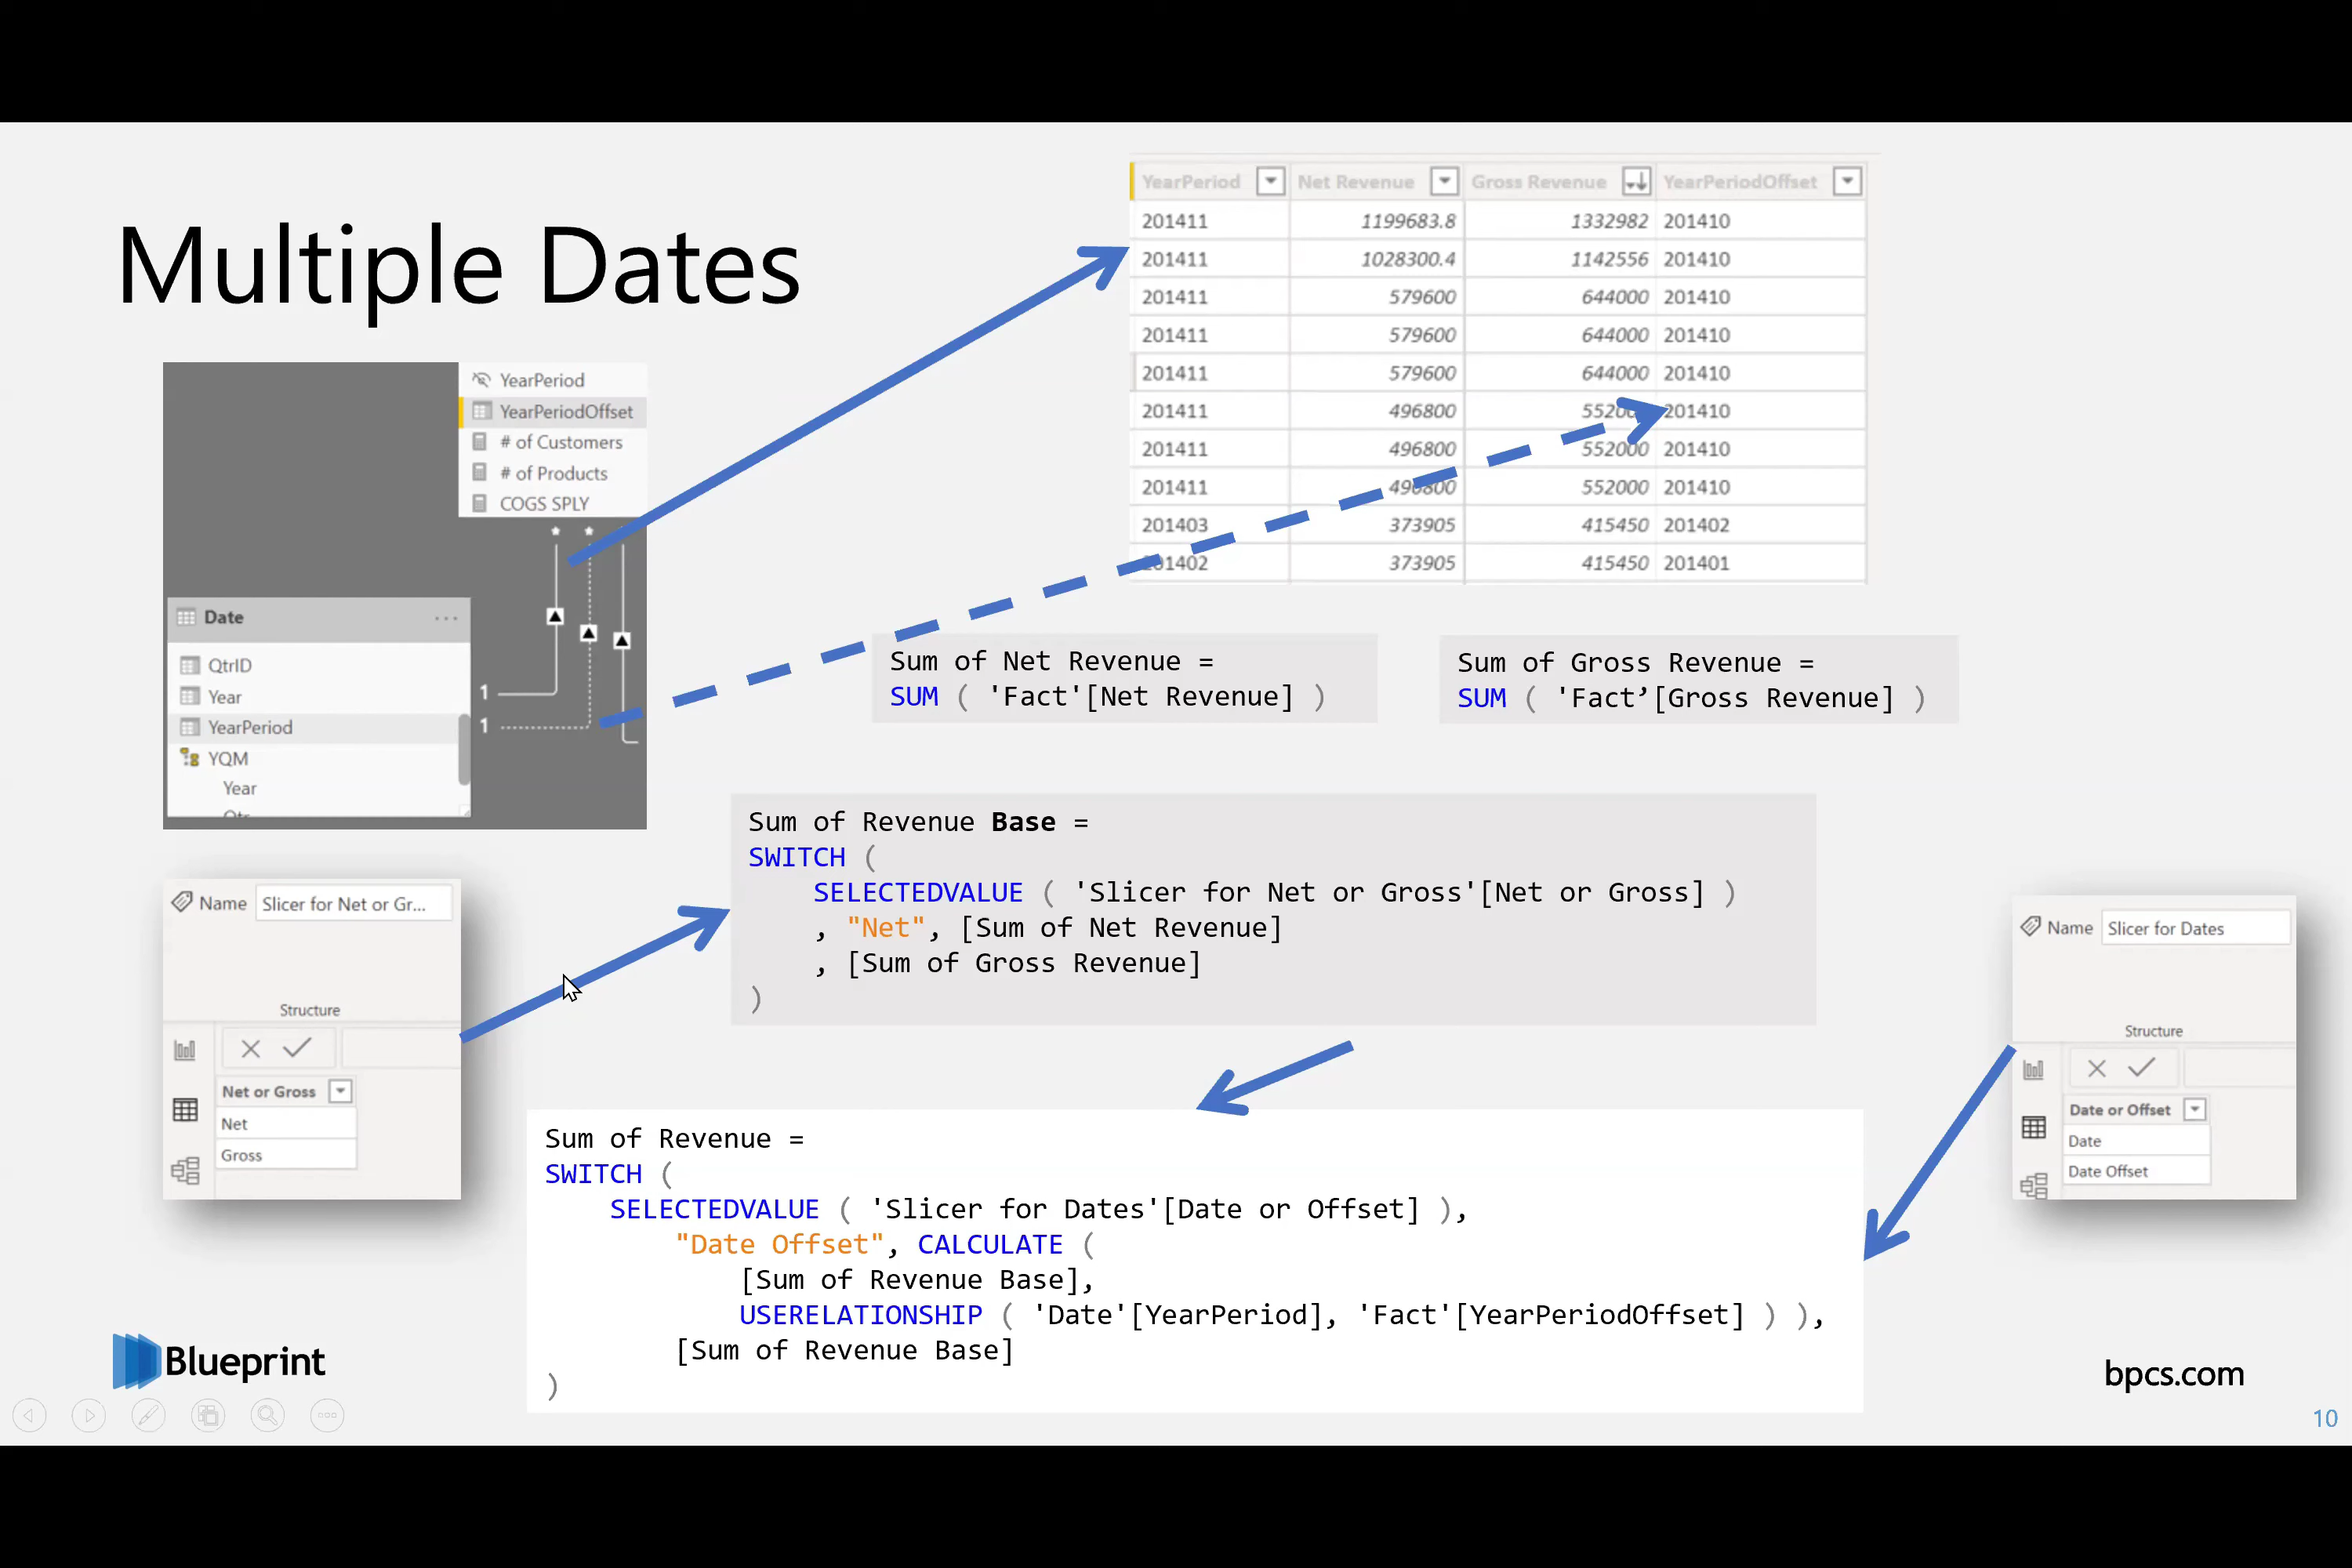 Multiple Dates
YearPeriod
YearPeriodOffset
# of Customers
# of Products
COGS SPLY
Date
QtrID
Year
YearPeriod
YQM
Year
1
1
YearPeriod Net Revenue Gross Revenue YearPeriodOffset
201411 1199683.8 1332982 201410
201411 1028300.4 1142556 201410
201411 579600 644000 201410
201411 579600 644000 201410
201411 579600 644000 201410
201411 496800 552000 201410
201411 496800 552000 201410
201411 496800 552000 201410
201403 373905 415450 201402
201402 373905 415450 201401
Sum of Net Revenue =
SUM ( 'Fact'[Net Revenue] )
Sum of Gross Revenue =
SUM ( 'Fact’[Gross Revenue] )
Sum of Revenue Base =
SWITCH (
SELECTEDVALUE ( 'Slicer for Net or Gross'[Net or Gross] )
, "Net", [Sum of Net Revenue]
, [Sum of Gross Revenue]
)
Name Slicer for Net or Gr...
Structure
Net or Gross
Net
Gross
Name Slicer for Dates
Structure
Date or Offset
Date
Date Offset
Sum of Revenue =
SWITCH (
SELECTEDVALUE ( 'Slicer for Dates'[Date or Offset] ),
"Date Offset", CALCULATE (
[Sum of Revenue Base],
USERELATIONSHIP ( 'Date'[YearPeriod], 'Fact'[YearPeriodOffset] ) ),
[Sum of Revenue Base]
)
Blueprint
bpcs.com
10